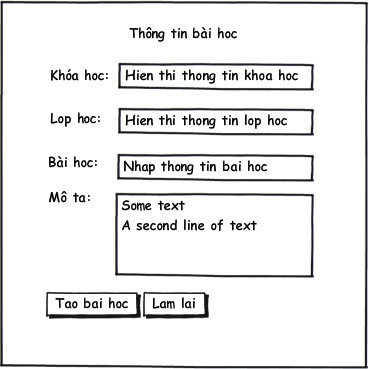 Thông tin bài hoc
Khóa hoc: Hien thi thong tin khoa hoc
Lop hoc: Hien thi thong tin lop hoc
Bài hoc: Nhap thong tin bai hoc
Mô ta: Some text
A second line of text
Tao bai hoc Lam lai